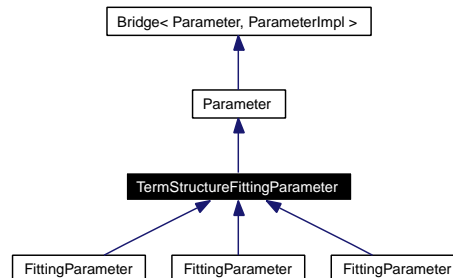 Bridge< Parameter, ParameterImpl >
Parameter
TermStructureFittingParameter
FittingParameter
FittingParameter
FittingParameter